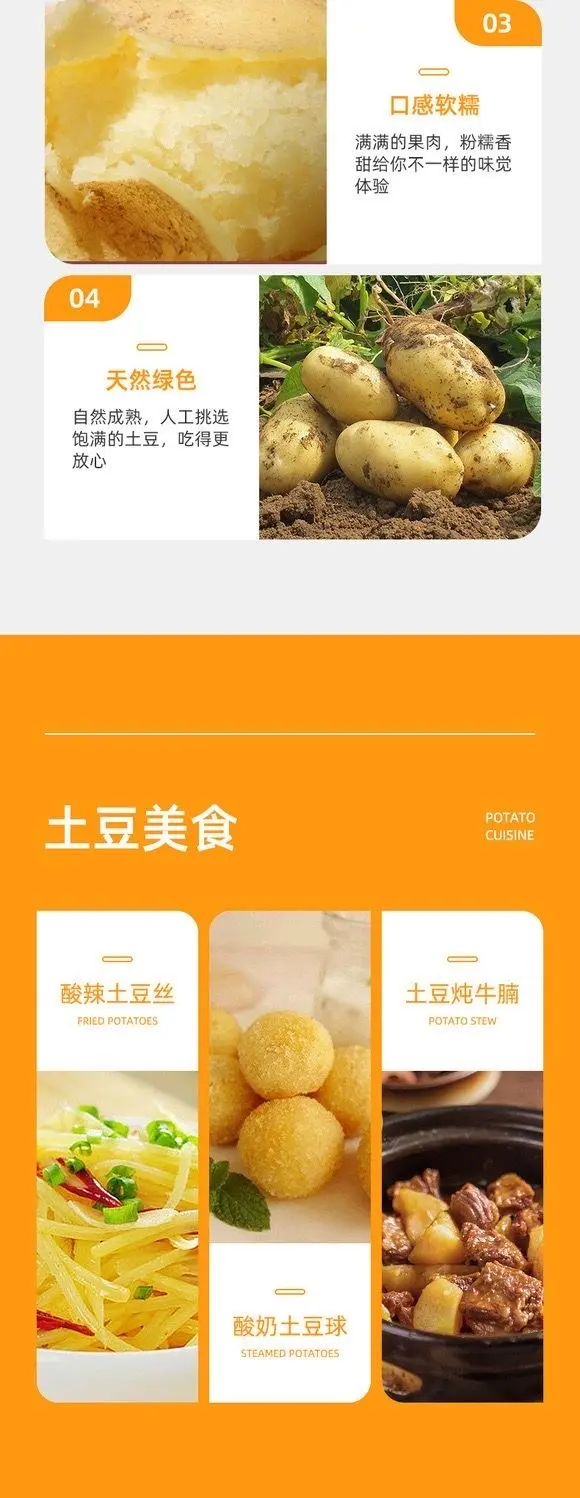 03
口感软糯
满满的果肉，粉糯香
甜给你不一样的味觉
体验
04
天然绿色
自然成熟，人工挑选
饱满的土豆，吃得更
放心
土豆美食
POTATO
CUISINE
酸辣土豆丝
FRIED POTATOES
酸奶土豆球
STEAMED POTATOES
土豆炖牛腩
POTATO STEW